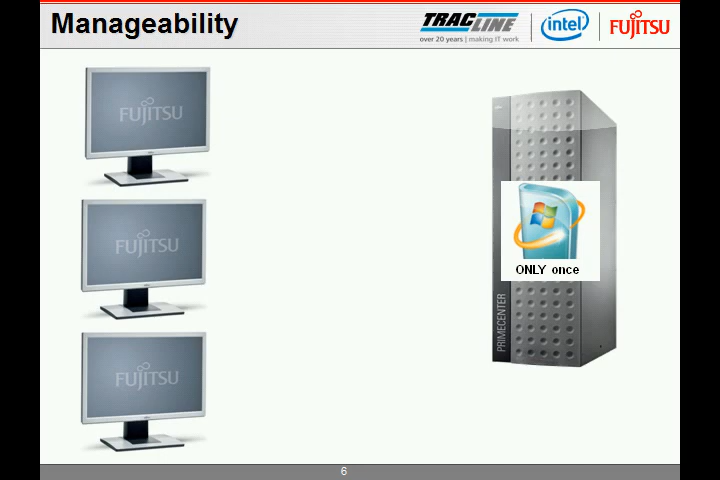 Manageability
TRACLINE
over 20 years | making IT work
intel
FUJITSU
FUJITSU
FUJITSU
FUJITSU
ONLY once
PRIMECENTER
6